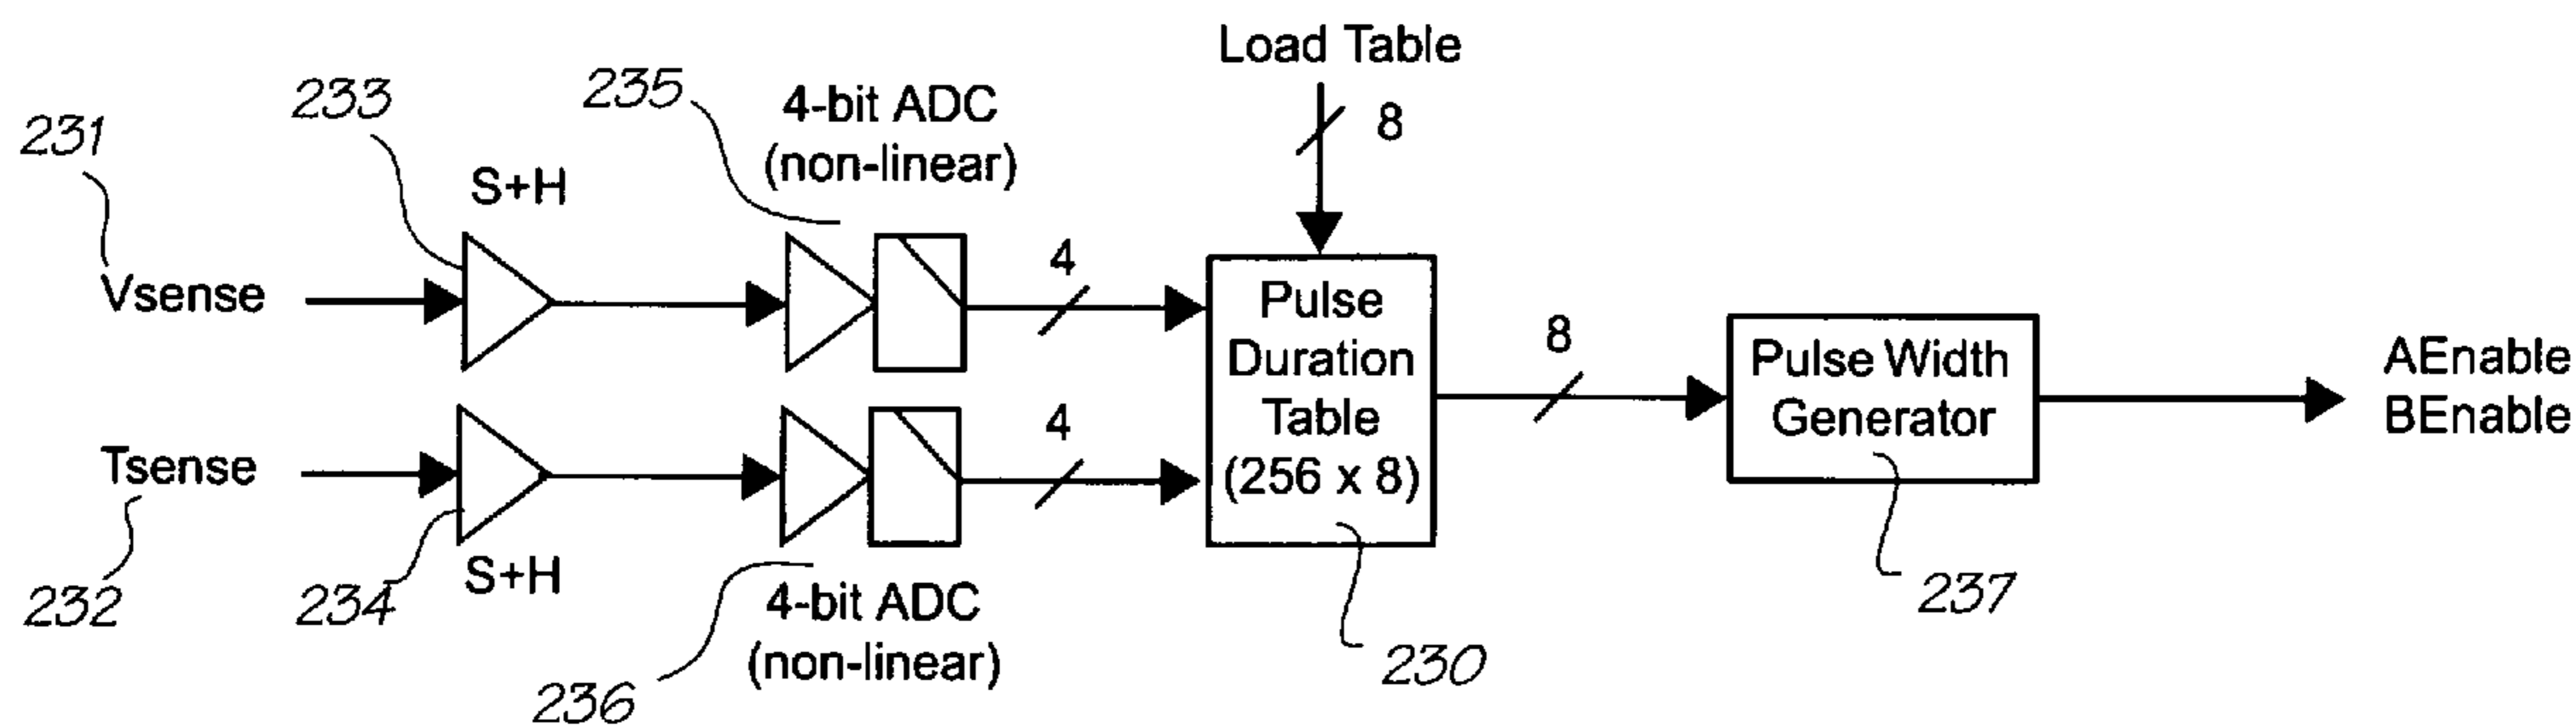 Load Table
8
231
233
235
4-bit ADC
(non-linear)
S+H
Vsense
4
Tsense
4
232
234
S+H
236
4-bit ADC
(non-linear)
Pulse
Duration
Table
(256 x 8)
230
8
Pulse Width
Generator
237
AEnable
BEnable